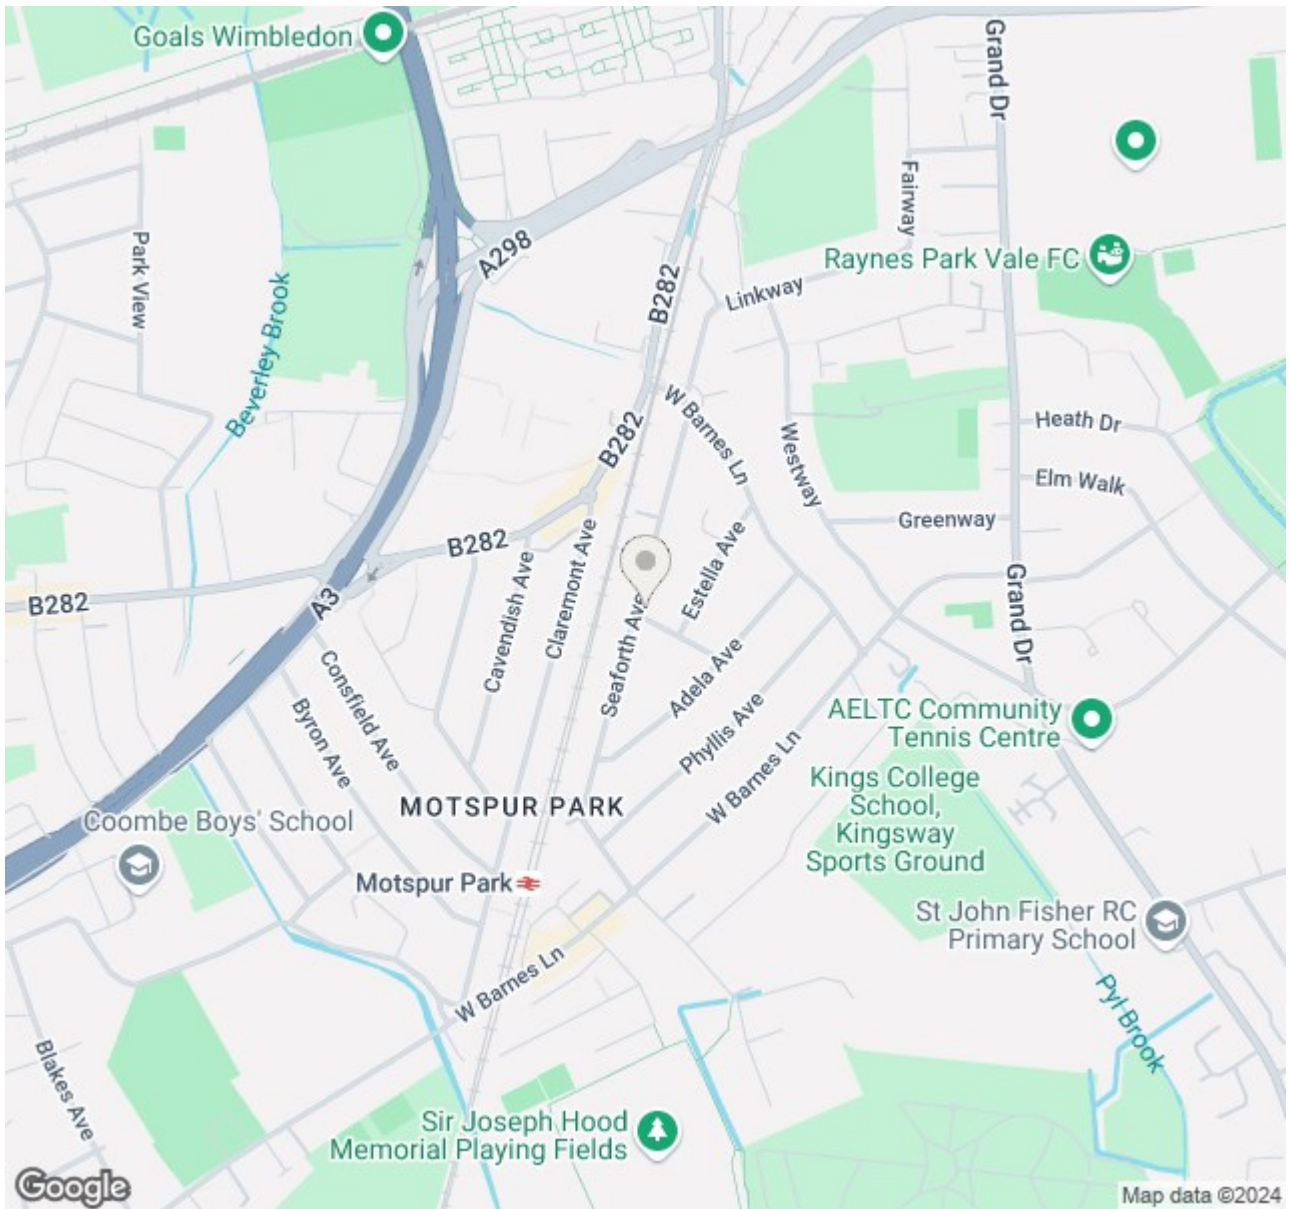 Goals Wimbledon
Grand Dr
Fairway
Park View
A298
Raynes Park Vale FC
B282
Linkway
Beverley Brook
W Barnes Ln
B282
Westway
Heath Dr
Elm Walk
Greenway
B282
Claremont Ave
Estella Ave
Cavendish Ave
B282
A3
Grand Dr
Seaforth Ave
Consfield Ave
Adela Ave
Byron Ave
Phyllis Ave
AELTC Community
Tennis Centre
W Barnes Ln
Kings College
School,
Kingsway
Sports Ground
MOTSPUR PARK
Coombe Boys' School
Motspur Park
St John Fisher RC
Primary School
W Barnes Ln
Pyl Brook
Blakes Ave
Sir Joseph Hood
Memorial Playing Fields
Google
Map data ©2024